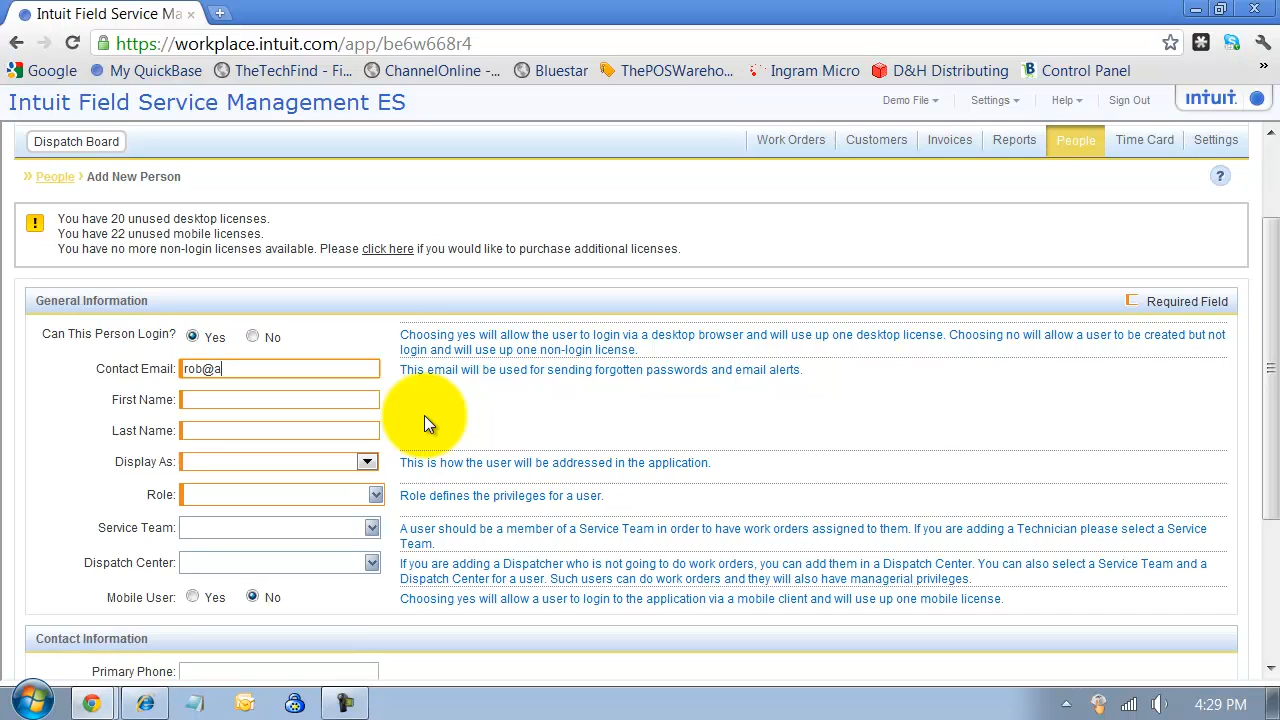 Intuit Field Service Ma
https://workplace.intuit.com/app/be6w668r4
Google My QuickBase TheTechFind - Fi... ChannelOnline -... Bluestar ThePOSWareho... Ingram Micro D&H Distributing Control Panel »
Intuit Field Service Management ES
Demo File Settings Help Sign Out intuit.
Dispatch Board Work Orders Customers Invoices Reports People Time Card Settings
People Add New Person ?
! You have 20 unused desktop licenses.
You have 22 unused mobile licenses.
You have no more non-login licenses available. Please click here if you would like to purchase additional licenses.
General Information Required Field
Can This Person Login? Yes No Choosing yes will allow the user to login via a desktop browser and will use up one desktop license. Choosing no will allow a user to be created but not
login and will use up one non-login license.
Contact Email: rob@a This email will be used for sending forgotten passwords and email alerts.
First Name:
Last Name:
Display As: This is how the user will be addressed in the application.
Role: Role defines the privileges for a user.
Service Team: A user should be a member of a Service Team in order to have work orders assigned to them. If you are adding a Technician please select a Service
Team.
Dispatch Center: If you are adding a Dispatcher who is not going to do work orders, you can add them in a Dispatch Center. You can also select a Service Team and a
Dispatch Center for a user. Such users can do work orders and they will also have managerial privileges.
Mobile User: Yes No Choosing yes will allow a user to login to the application via a mobile client and will use up one mobile license.
Contact Information
Primary Phone:
4:29 PM